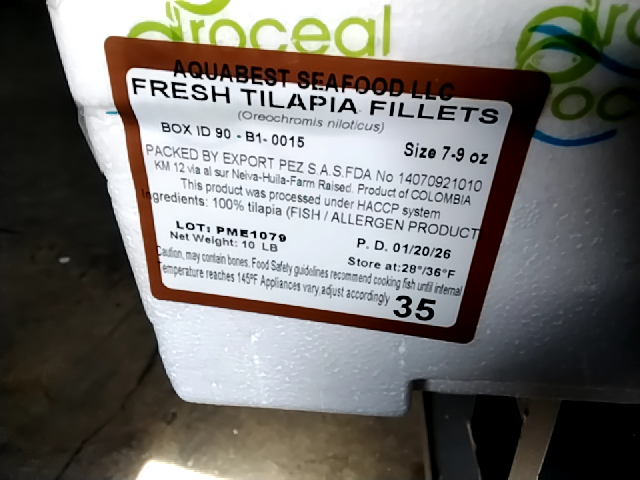 droceal
AQUABEST SEAFOOD LLC
FRESH TILAPIA FILLETS
(Oreochromis niloticus)
BOX ID 90 - B1- 0015
Size 7-9 oz
PACKED BY EXPORT PEZ S.A.S.FDA No 14070921010
KM 12 via al sur Neiva-Huila-Farm Raised. Product of COLOMBIA
This product was processed under HACCP system
Ingredients: 100% tilapia (FISH / ALLERGEN PRODUCT
LOT: PME1079
P. D. 01/20/26
Net Weight: 10 LB
Store at:28°/36°F
Caution, may contain bones. Food Safety guidelines recommend cooking fish until internal
Temperature reaches 145°F Appliances vary,adjust accordingly
35